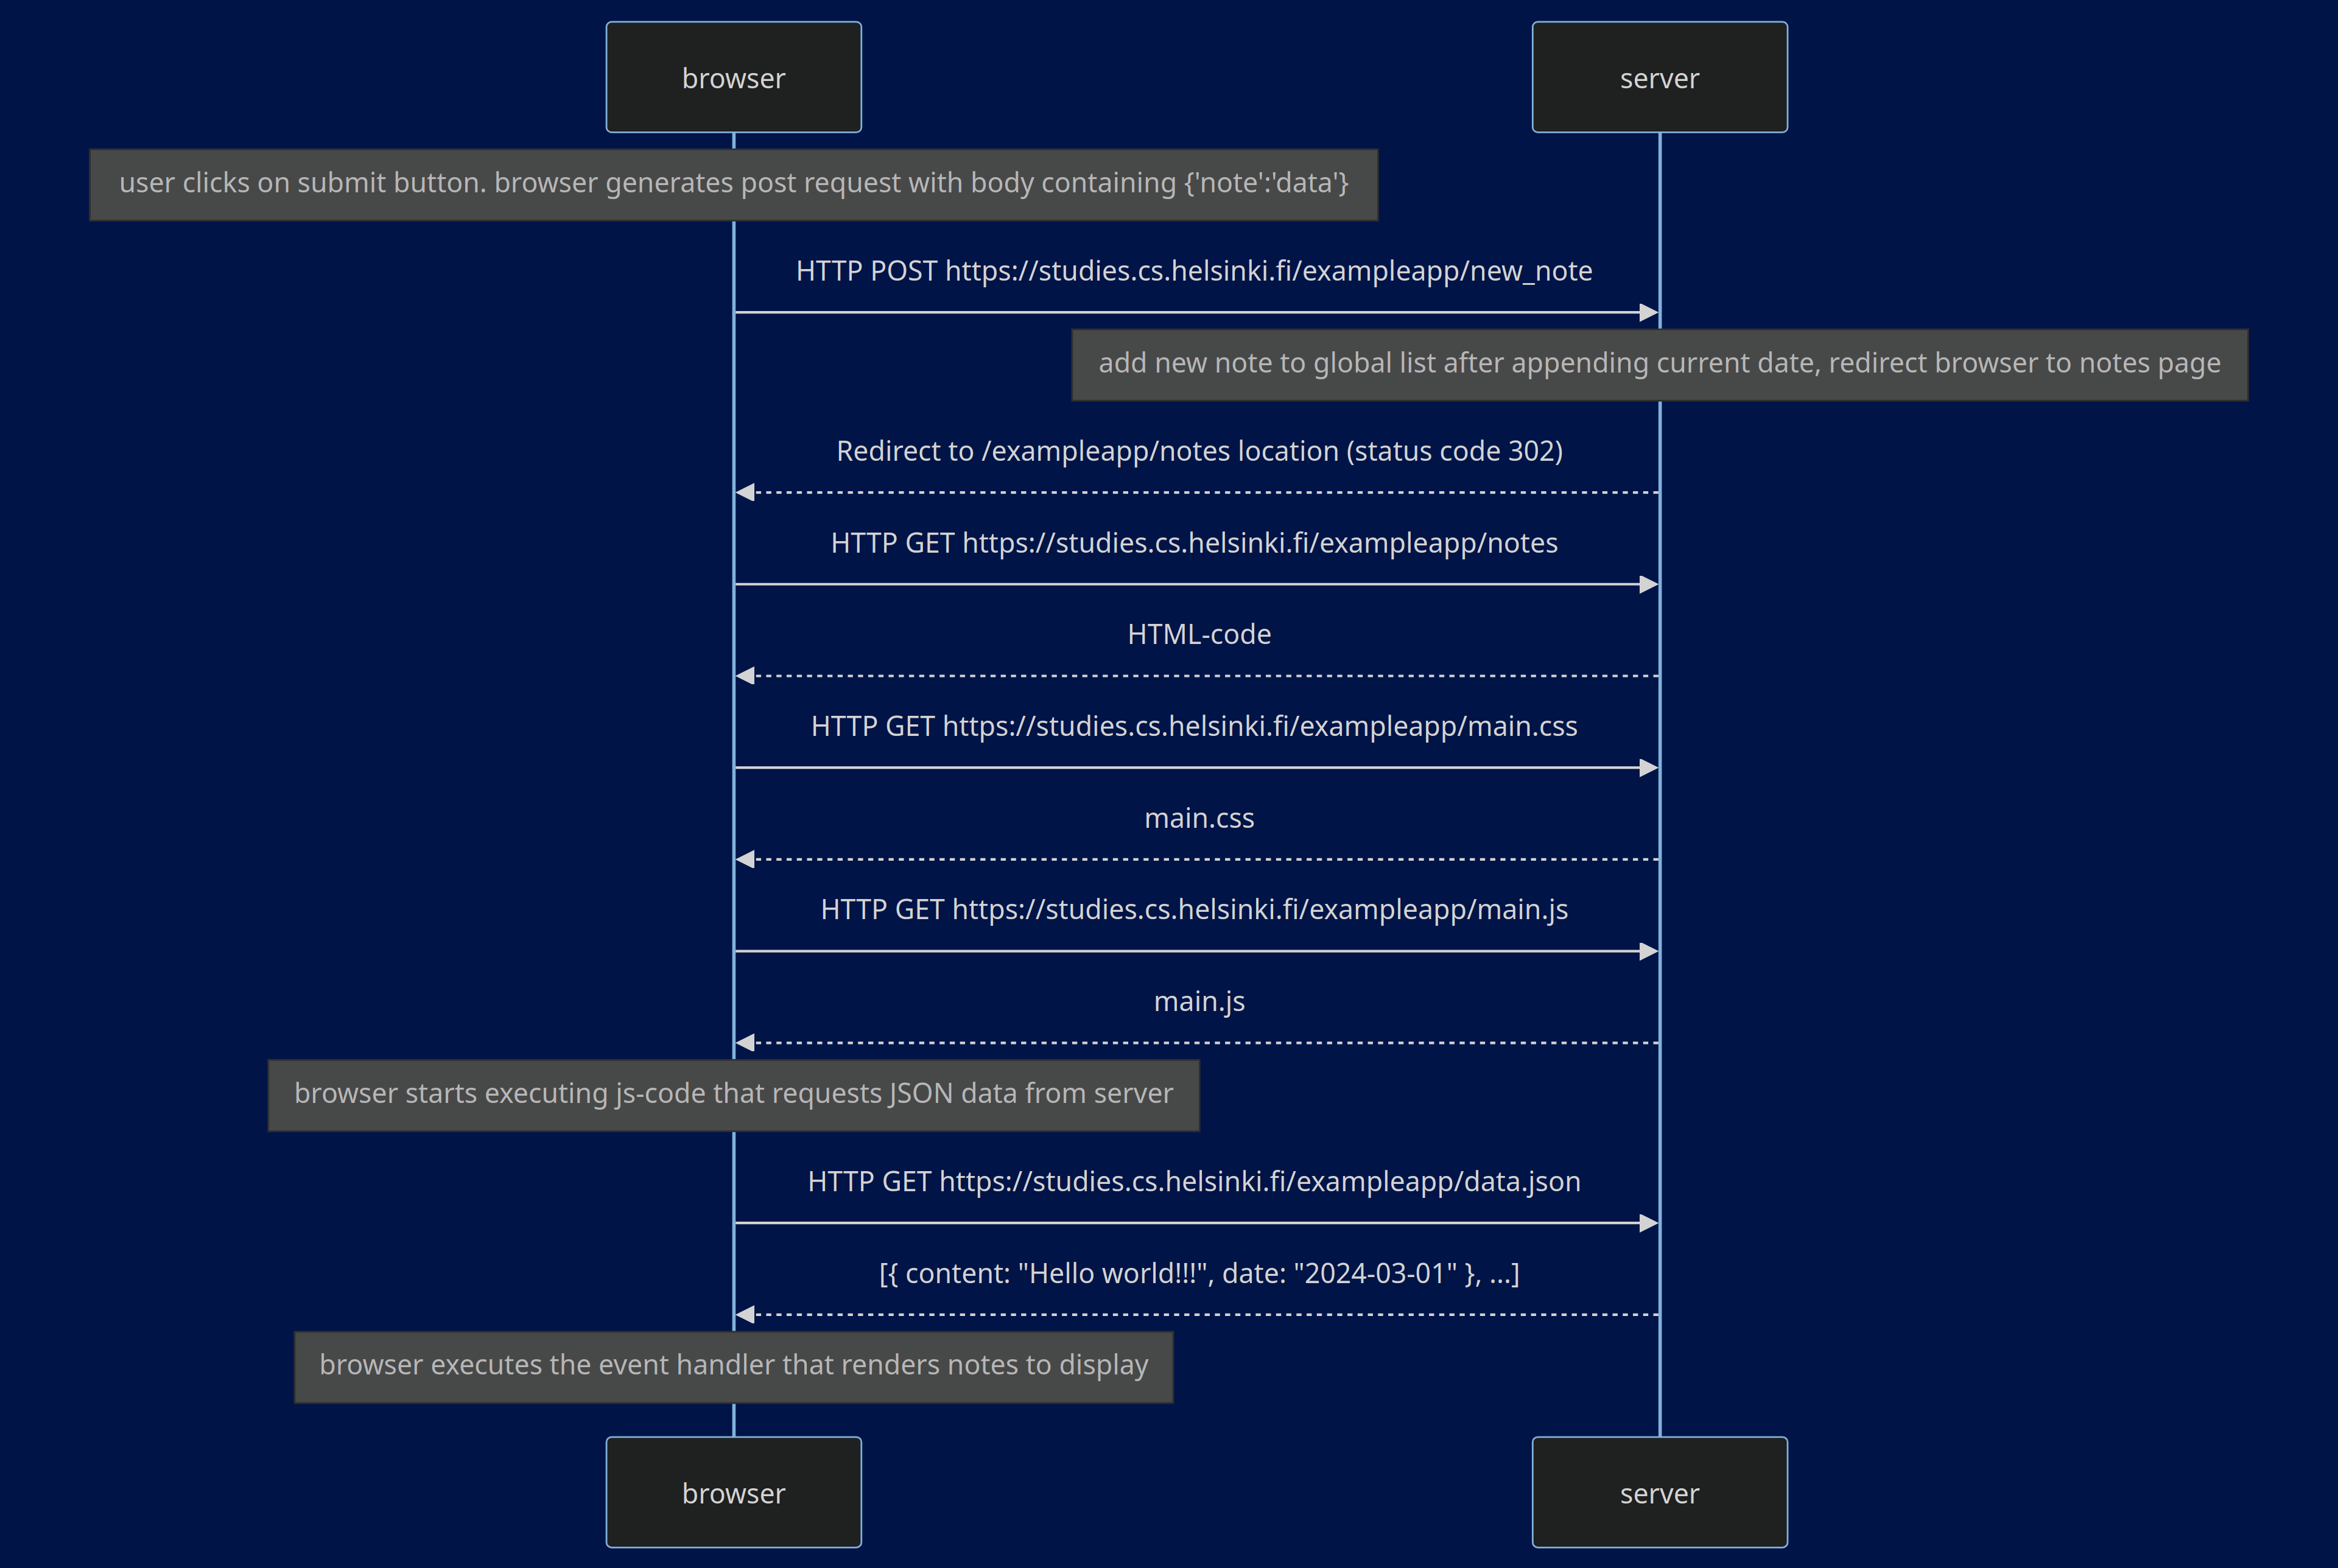 browser
server
user clicks on submit button. browser generates post request with body containing {'note':'data'}
HTTP POST https://studies.cs.helsinki.fi/exampleapp/new_note
add new note to global list after appending current date, redirect browser to notes page
Redirect to /exampleapp/notes location (status code 302)
HTTP GET https://studies.cs.helsinki.fi/exampleapp/notes
HTML-code
HTTP GET https://studies.cs.helsinki.fi/exampleapp/main.css
main.css
HTTP GET https://studies.cs.helsinki.fi/exampleapp/main.js
main.js
browser starts executing js-code that requests JSON data from server
HTTP GET https://studies.cs.helsinki.fi/exampleapp/data.json
[{ content: "Hello world!!!", date: "2024-03-01" }, ...]
browser executes the event handler that renders notes to display
browser
server